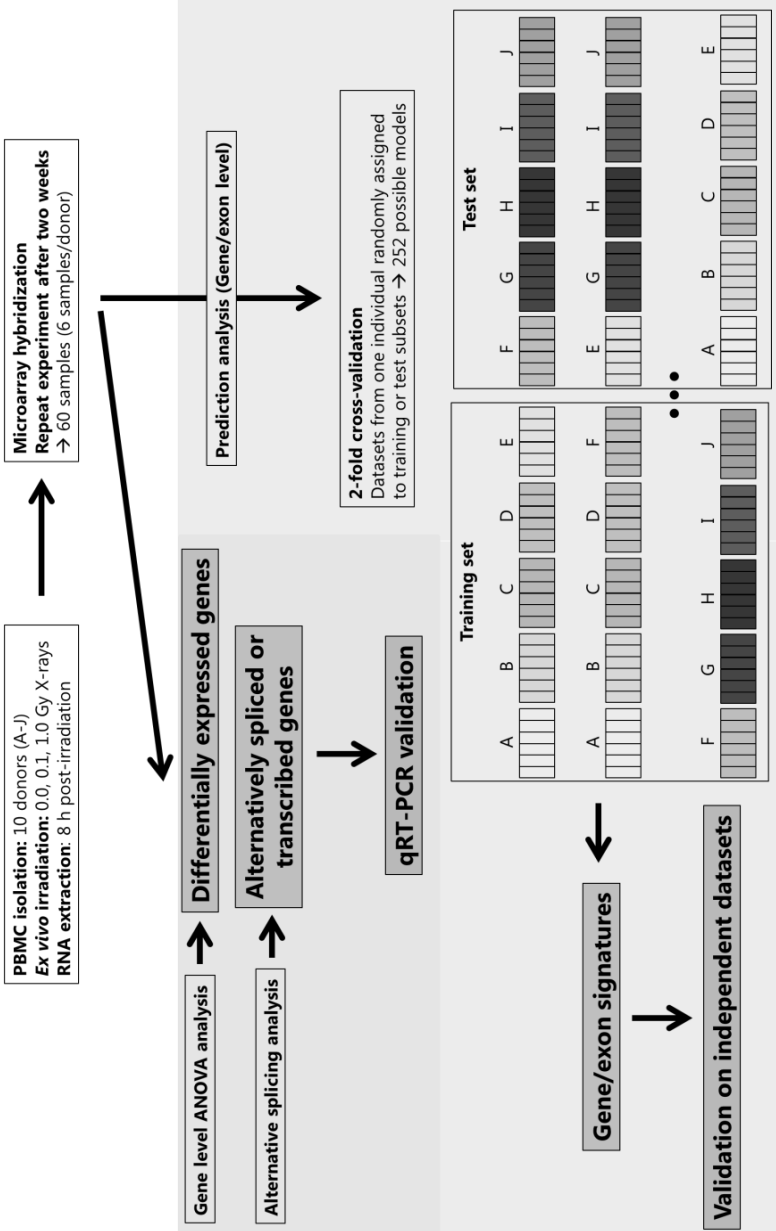 PBMC isolation: 10 donors (A-J)
Ex vivo irradiation: 0.0, 0.1, 1.0 Gy X-rays
RNA extraction: 8 h post-irradiation
Microarray hybridization
Repeat experiment after two weeks
→ 60 samples (6 samples/donor)
Gene level ANOVA analysis
Differentially expressed genes
Alternative splicing analysis
Alternatively spliced or
transcribed genes
qRT-PCR validation
Prediction analysis (Gene/exon level)
2-fold cross-validation
Datasets from one individual randomly assigned
to training or test subsets → 252 possible models
Gene/exon signatures
Validation on independent datasets
Training set
A B C D E
A B C D F
F G H I J
Test set
F G H I J
E G H I J
A B C D E